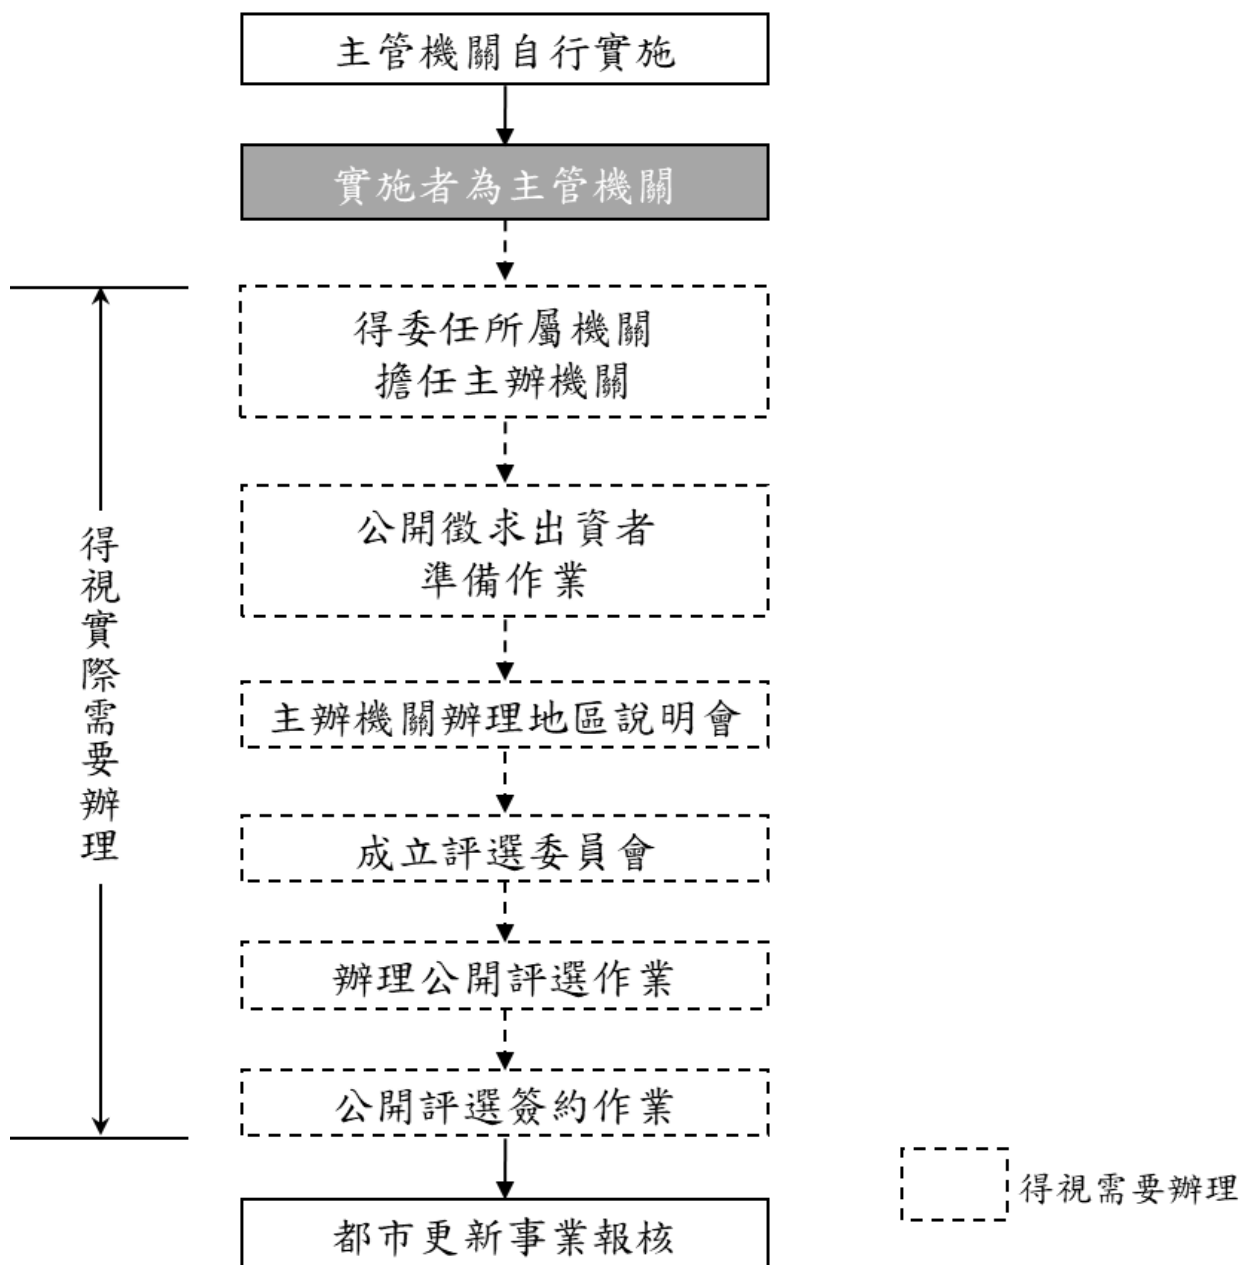 主管機關自行實施
實施者為主管機關
得委任所屬機關
擔任主辦機關
公開徵求出資者
準備作業
主辦機關辦理地區說明會
成立評選委員會
辦理公開評選作業
公開評選簽約作業
都市更新事業報核
得視實際需要辦理
得視需要辦理